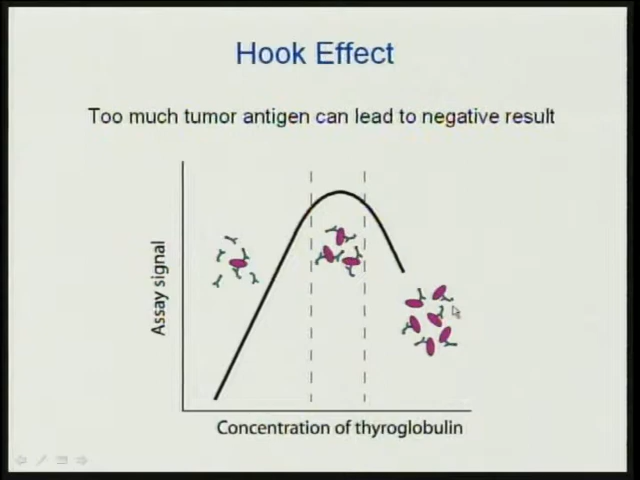 Hook Effect
Too much tumor antigen can lead to negative result
Assay signal
Concentration of thyroglobulin